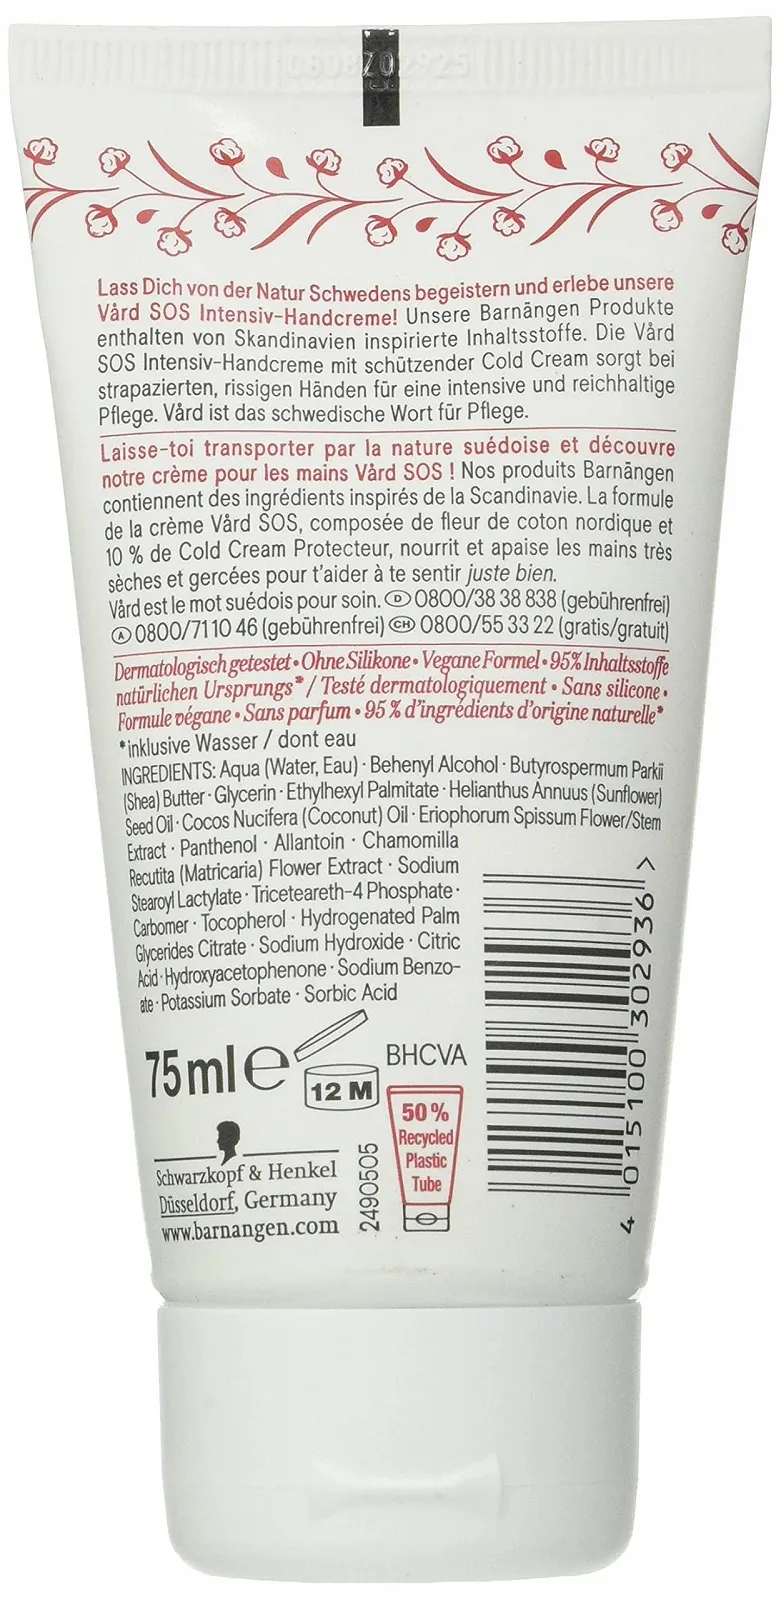 Lass Dich von der Natur Schwedens begeistern und erlebe unsere
Vård SOS Intensiv-Handcreme! Unsere Barnängen Produkte
enthalten von Skandinavien inspirierte Inhaltsstoffe. Die Vård
SOS Intensiv-Handcreme mit schützender Cold Cream sorgt bei
strapazierten, rissigen Händen für eine intensive und reichhaltige
Pflege. Vård ist das schwedische Wort für Pflege.
Laisse-toi transporter par la nature suédoise et découvre
notre crème pour les mains Vård SOS ! Nos produits Barnängen
contiennent des ingrédients inspirés de la Scandinavie. La formule
de la crème Vård SOS, composée de fleur de coton nordique et
10 % de Cold Cream Protecteur, nourrit et apaise les mains très
sèches et gercées pour t'aider à te sentir juste bien.
Vård est le mot suédois pour soin. D 0800/38 38 838 (gebührenfrei)
A 0800/71 10 46 (gebührenfrei) CH 0800/55 33 22 (gratis/gratuit)
Dermatologisch getestet • Ohne Silikone • Vegane Formel • 95% Inhaltsstoffe
natürlichen Ursprungs* / Testé dermatologiquement • Sans silicone •
Formule végane • Sans parfum • 95 % d'ingrédients d'origine naturelle*
*inklusive Wasser / dont eau
INGREDIENTS: Aqua (Water, Eau) · Behenyl Alcohol · Butyrospermum Parkii
(Shea) Butter · Glycerin · Ethylhexyl Palmitate · Helianthus Annuus (Sunflower)
Seed Oil · Cocos Nucifera (Coconut) Oil · Eriophorum Spissum Flower/Stem
Extract · Panthenol · Allantoin · Chamomilla
Recutita (Matricaria) Flower Extract · Sodium
Stearoyl Lactylate · Triceteareth-4 Phosphate ·
Carbomer · Tocopherol · Hydrogenated Palm
Glycerides Citrate · Sodium Hydroxide · Citric
Acid · Hydroxyacetophenone · Sodium Benzo-
ate · Potassium Sorbate · Sorbic Acid
75 ml e
12 M
BHCVA
50 %
Recycled
Plastic
Tube
Schwarzkopf & Henkel
Düsseldorf, Germany
www.barnangen.com
2490505
4 015100 302936 >